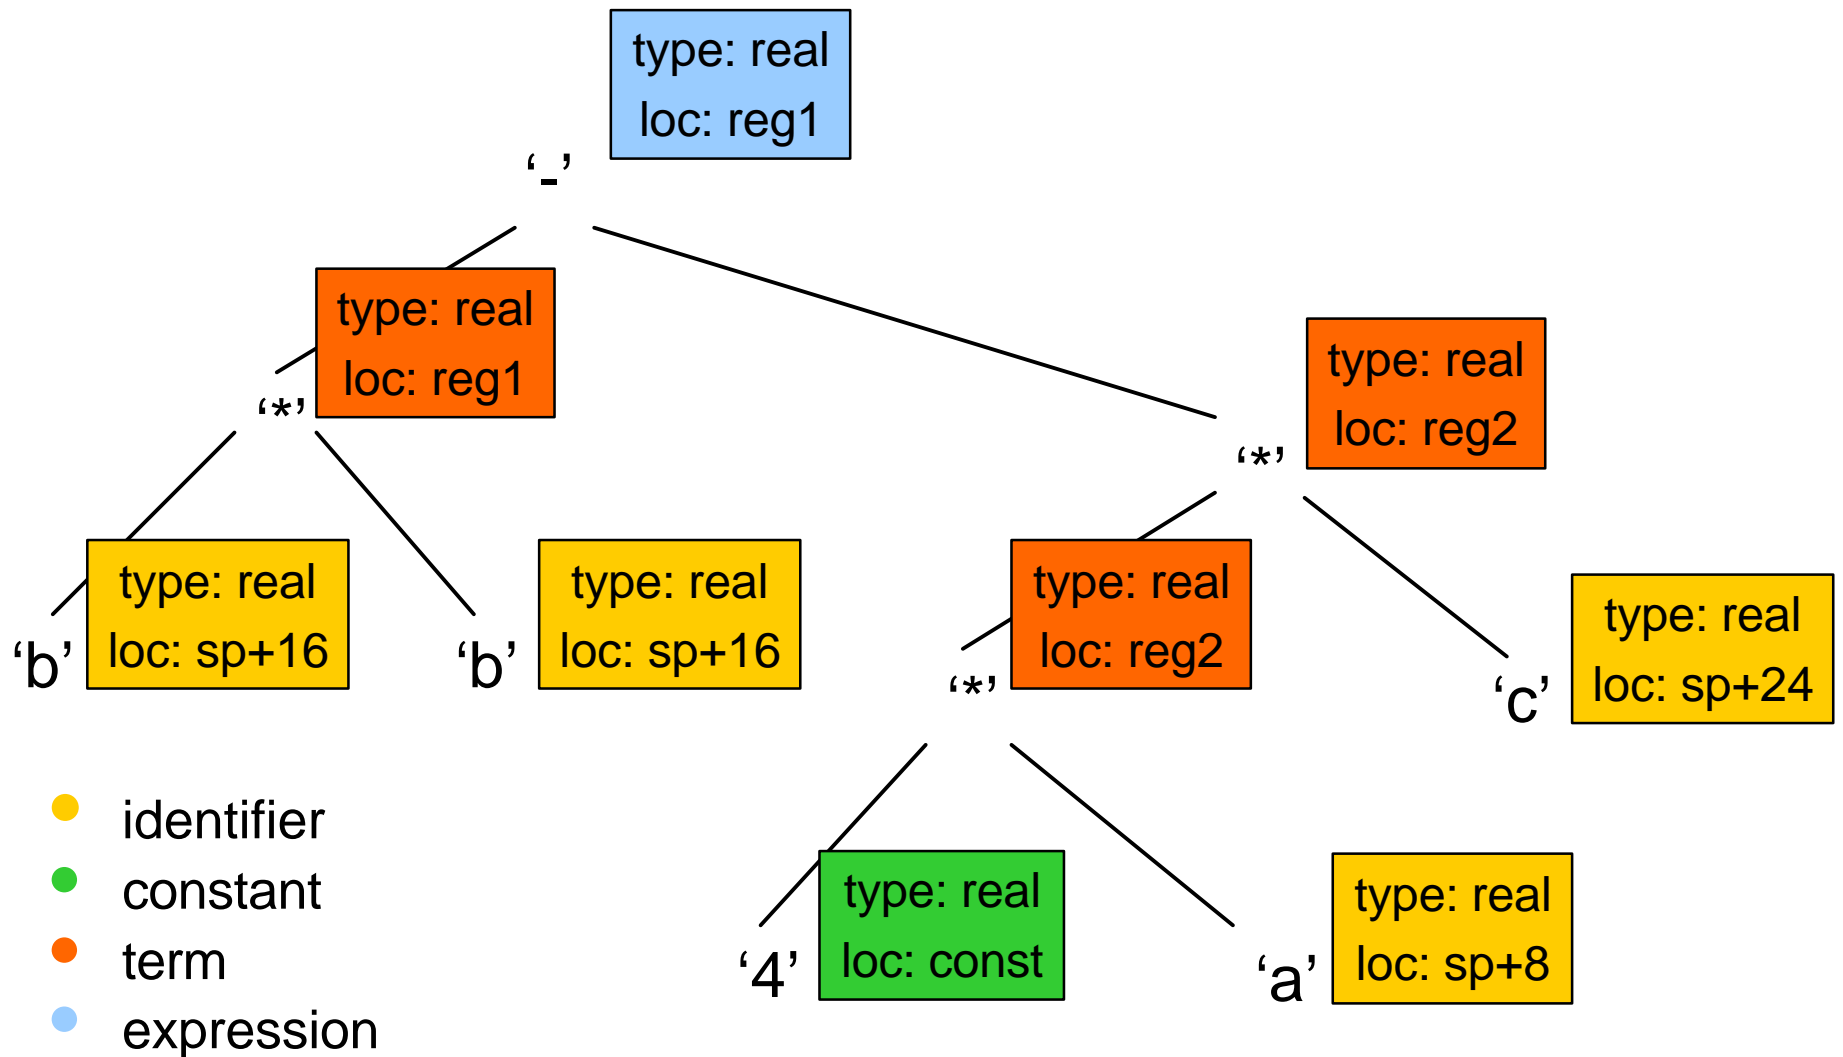 type: real
loc: reg1
‘-’
type: real
loc: reg1
‘*’
type: real
loc: reg2
‘*’
‘b’
type: real
loc: sp+16
‘b’
type: real
loc: sp+16
‘*’
type: real
loc: reg2
‘c’
type: real
loc: sp+24
‘4’
type: real
loc: const
‘a’
type: real
loc: sp+8
identifier
constant
term
expression